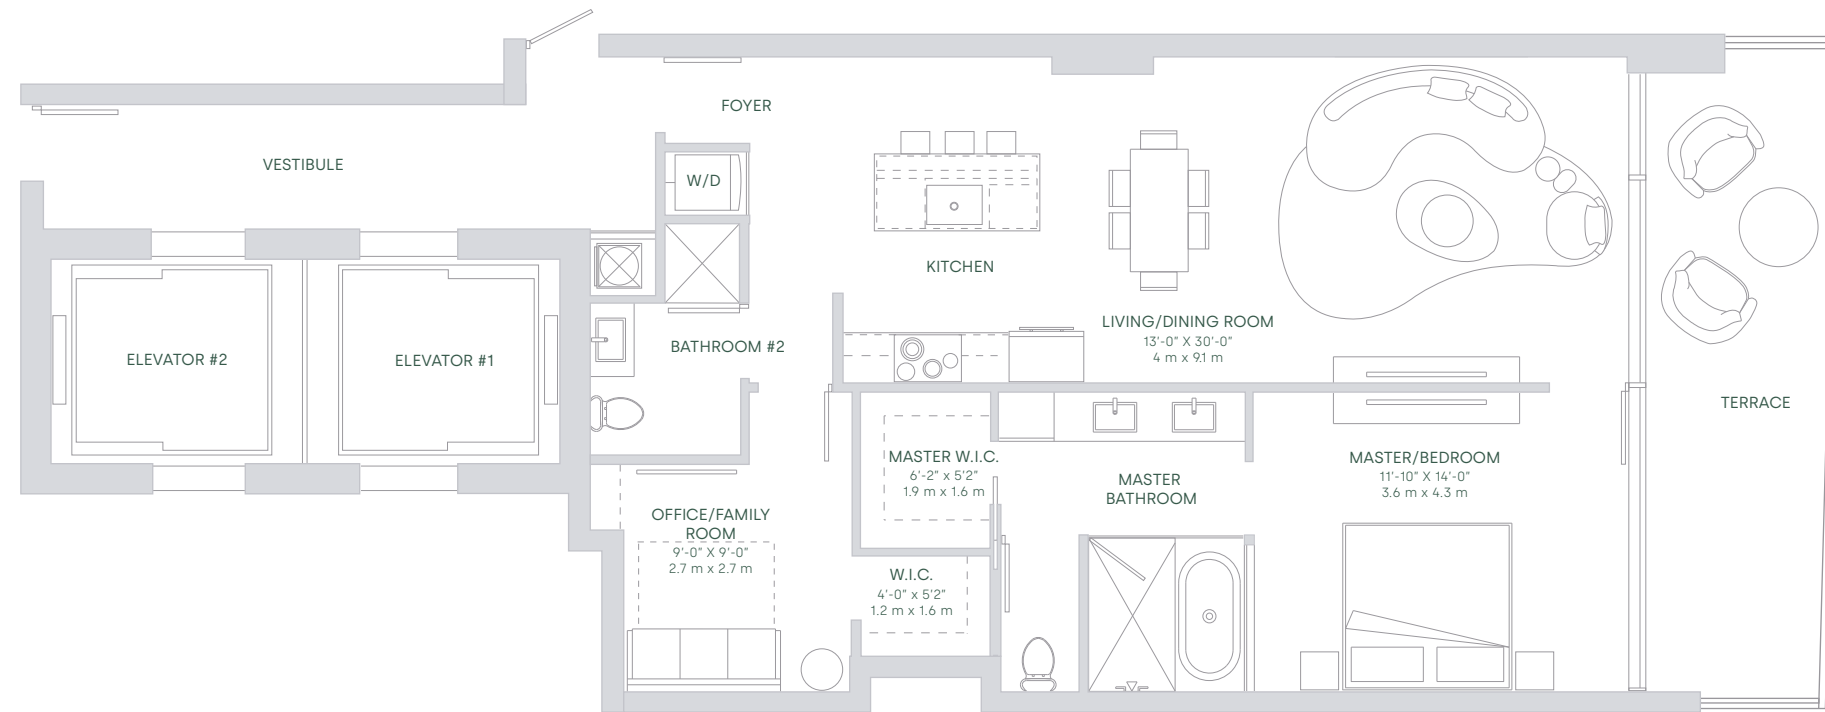 FOYER
VESTIBULE
W/D
KITCHEN
LIVING/DINING ROOM
13'-0" X 30'-0"
4 m x 9.1 m
BATHROOM #2
ELEVATOR #2
ELEVATOR #1
TERRACE
MASTER W.I.C.
6'-2" x 5'2"
1.9 m x 1.6 m
MASTER
BATHROOM
MASTER/BEDROOM
11'-10" X 14'-0"
3.6 m x 4.3 m
OFFICE/FAMILY
ROOM
9'-0" X 9'-0"
2.7 m x 2.7 m
W.I.C.
4'-0" x 5'2"
1.2 m x 1.6 m